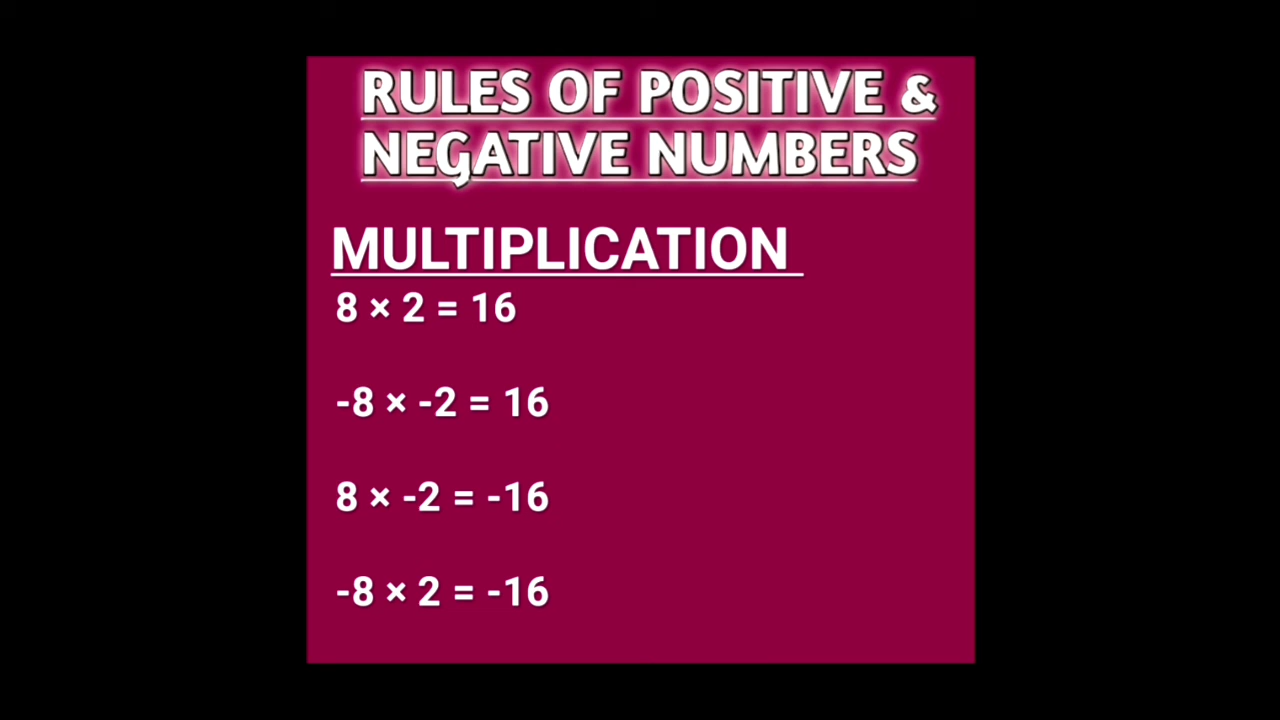 RULES OF POSITIVE &
NEGATIVE NUMBERS
MULTIPLICATION
8 × 2 = 16
-8 × -2 = 16
8 × -2 = -16
-8 × 2 = -16